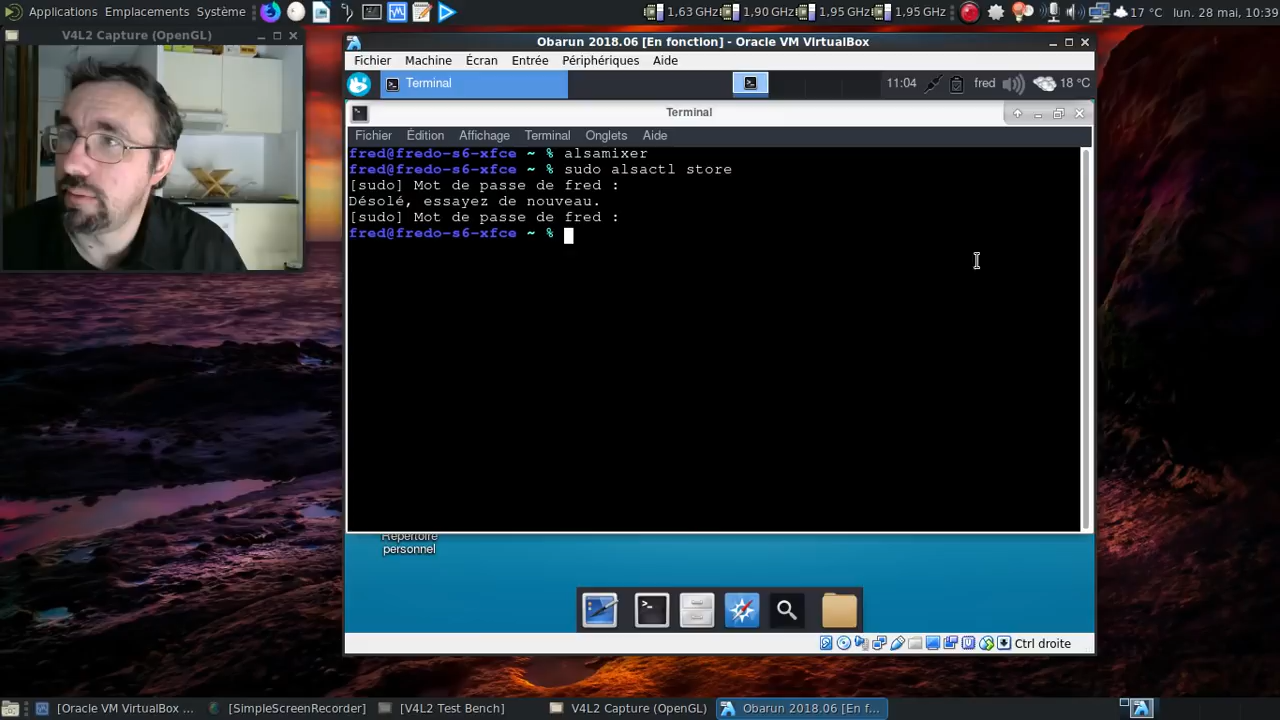 Applications Emplacements Système 1,63 GHz 1,90 GHz 1,95 GHz 1,95 GHz 17 °C lun. 28 mai, 10:39
V4L2 Capture (OpenGL)
Obarun 2018.06 [En fonction] - Oracle VM VirtualBox
Fichier Machine Écran Entrée Périphériques Aide
Terminal 11:04 fred 18 °C
Terminal
Fichier Édition Affichage Terminal Onglets Aide
fred@fredo-s6-xfce ~ % alsamixer
fred@fredo-s6-xfce ~ % sudo alsactl store
[sudo] Mot de passe de fred :
Désolé, essayez de nouveau.
[sudo] Mot de passe de fred :
fred@fredo-s6-xfce ~ %
Répertoire
personnel
Ctrl droite
[Oracle VM VirtualBox ... [SimpleScreenRecorder] [V4L2 Test Bench] V4L2 Capture (OpenGL) Obarun 2018.06 [En f...